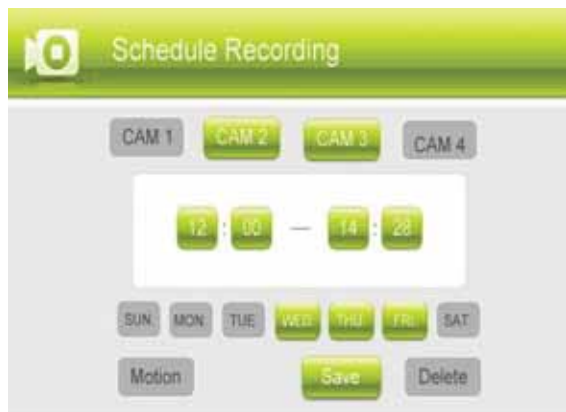 Schedule Recording
CAM 1 CAM 2 CAM 3 CAM 4
12 : 00 — 14 : 28
SUN. MON. TUE WED. THU FRI. SAT.
Motion Save Delete